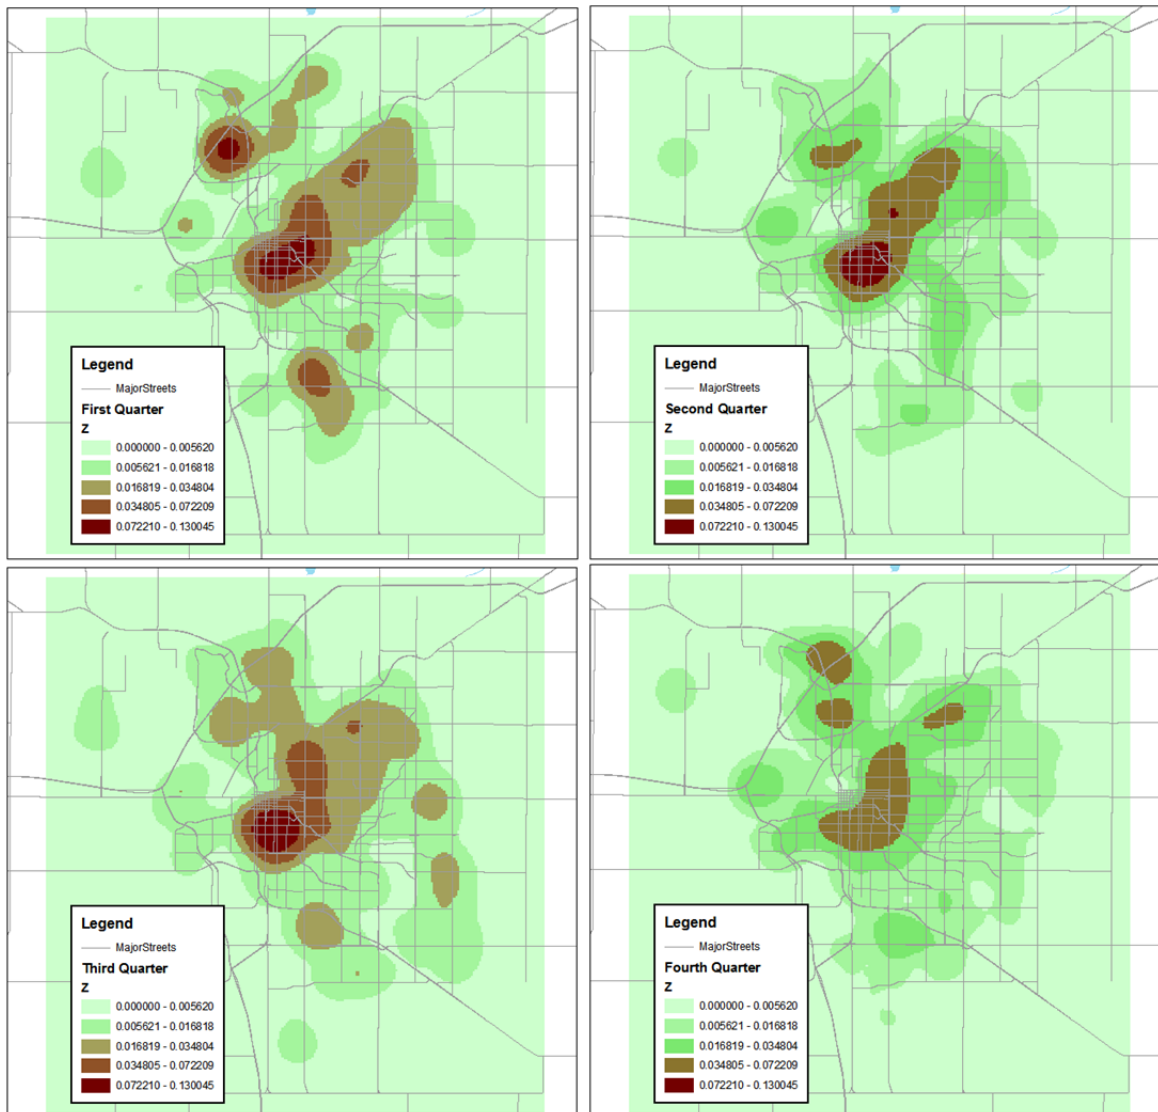 Legend
MajorStreets
First Quarter
Z
0.000000 - 0.005620
0.005621 - 0.016818
0.016819 - 0.034804
0.034805 - 0.072209
0.072210 - 0.130045
Legend
MajorStreets
Second Quarter
Z
0.000000 - 0.005620
0.005621 - 0.016818
0.016819 - 0.034804
0.034805 - 0.072209
0.072210 - 0.130045
Legend
MajorStreets
Third Quarter
Z
0.000000 - 0.005620
0.005621 - 0.016818
0.016819 - 0.034804
0.034805 - 0.072209
0.072210 - 0.130045
Legend
MajorStreets
Fourth Quarter
Z
0.000000 - 0.005620
0.005621 - 0.016818
0.016819 - 0.034804
0.034805 - 0.072209
0.072210 - 0.130045